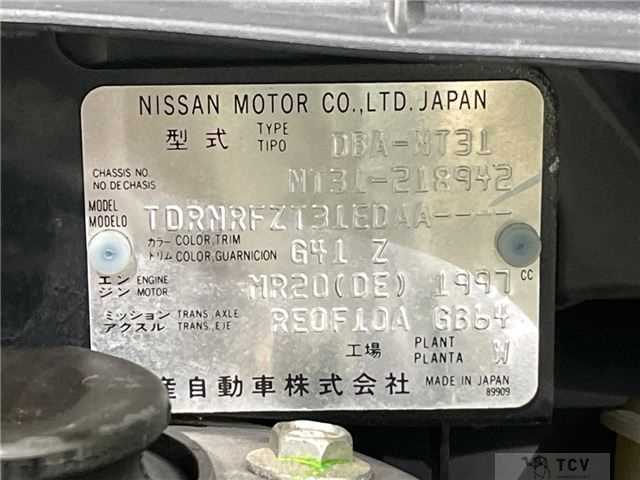 NISSAN MOTOR CO., LTD. JAPAN
型式 TYPE TIPO DBA-NT31
CHASSIS NO. NO DE CHASIS NT31-218942
MODEL MODELO TDRNRFZT31EDAA----
カラー COLOR,TRIM
トリム COLOR,GUARNICION G41 Z
エンジン ENGINE MOTOR MR20(DE) 1997 CC
ミッション TRANS. AXLE
アクスル TRANS. EJE RE0F10A GB64
工場 PLANT PLANTA W
産自動車株式会社 MADE IN JAPAN
89909
TCV